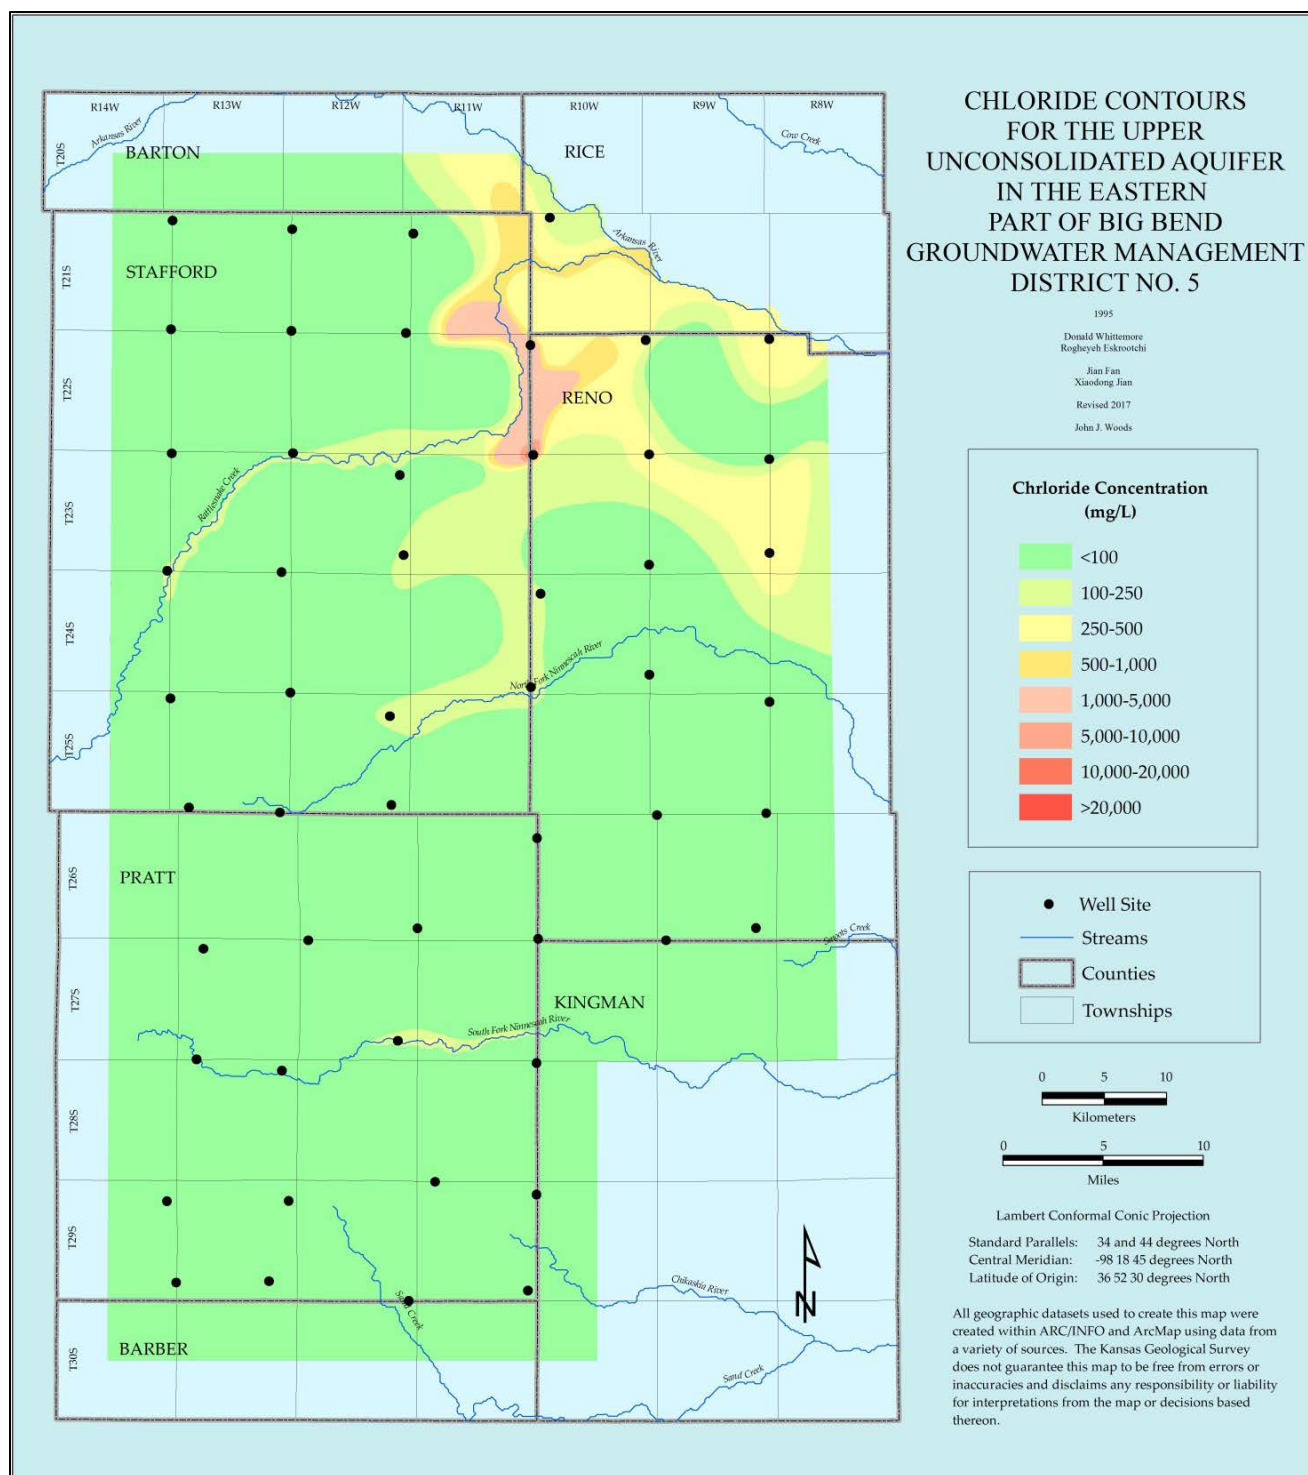 CHLORIDE CONTOURS
FOR THE UPPER
UNCONSOLIDATED AQUIFER
IN THE EASTERN
PART OF BIG BEND
GROUNDWATER MANAGEMENT
DISTRICT NO. 5
1995
Donald Whittemore
Rogheyeh Eskrootchi
Jian Fan
Xiaodong Jian
Revised 2017
John J. Woods
R14W
R13W
R12W
R11W
R10W
R9W
R8W
Arkansas River
Cow Creek
T20S
BARTON
RICE
Arkansas River
T21S
STAFFORD
T22S
RENO
Rattlesnake Creek
T23S
T24S
North Fork Ninnescah River
T25S
T26S
PRATT
Smoots Creek
T27S
KINGMAN
South Fork Ninnescah River
T28S
T29S
Chikaskia River
Sand Creek
T30S
BARBER
Sand Creek
Chrloride Concentration
(mg/L)
<100
100-250
250-500
500-1,000
1,000-5,000
5,000-10,000
10,000-20,000
>20,000
Well Site
Streams
Counties
Townships
0 5 10
Kilometers
0 5 10
Miles
Lambert Conformal Conic Projection
Standard Parallels: 34 and 44 degrees North
Central Meridian: -98 18 45 degrees North
Latitude of Origin: 36 52 30 degrees North
N
All geographic datasets used to create this map were
created within ARC/INFO and ArcMap using data from
a variety of sources. The Kansas Geological Survey
does not guarantee this map to be free from errors or
inaccuracies and disclaims any responsibility or liability
for interpretations from the map or decisions based
thereon.